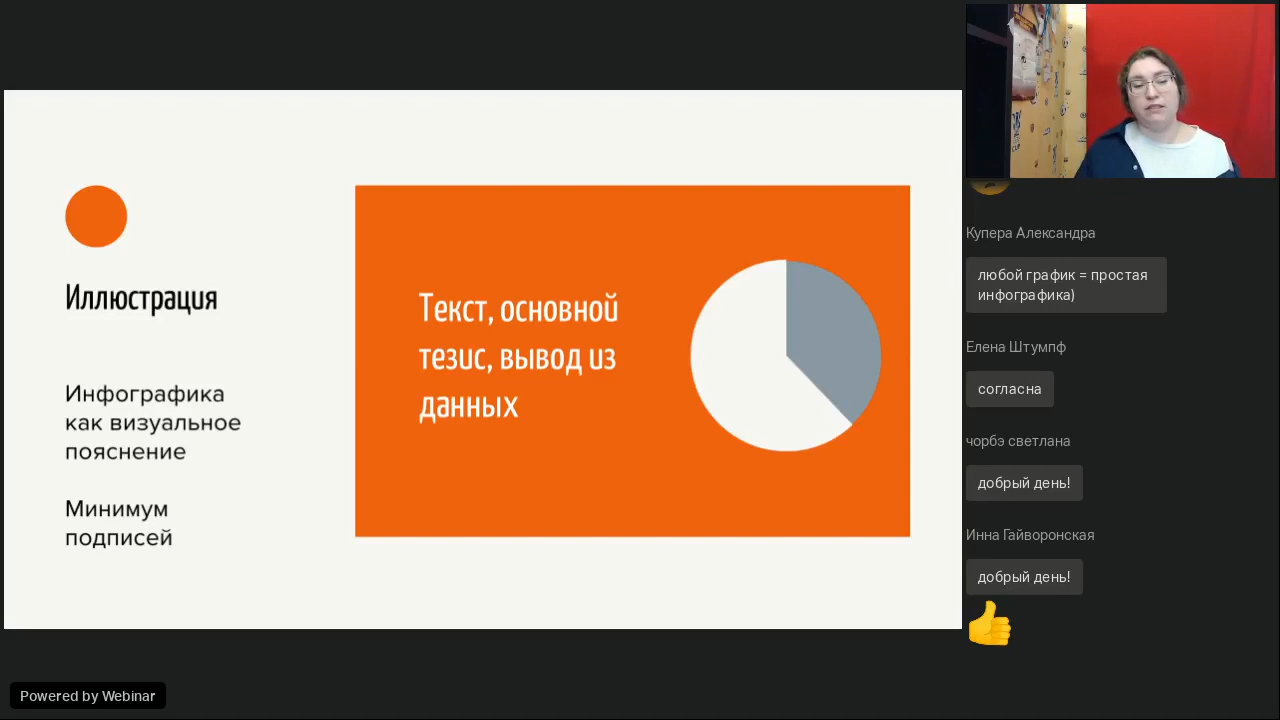 Иллюстрация
Инфографика
как визуальное
пояснение
Минимум
подписей
Текст, основной
тезис, вывод из
данных
Купера Александра
любой график = простая
инфографика)
Елена Штумпф
согласна
чорбэ светлана
добрый день!
Инна Гайворонская
добрый день!
Powered by Webinar